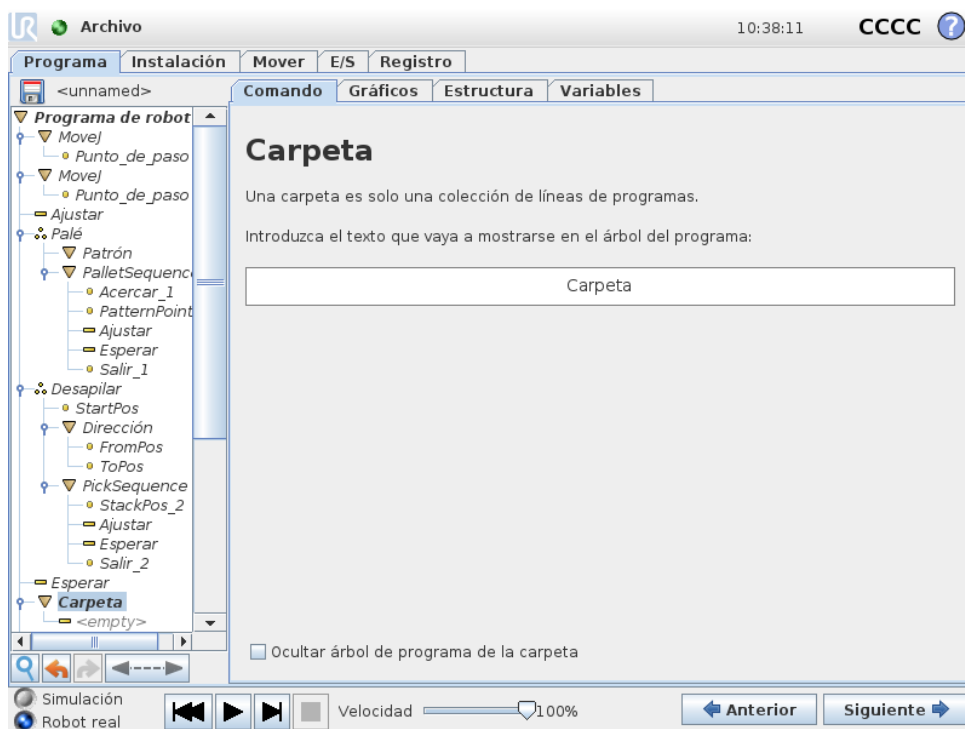 UR Archivo 10:38:11 CCCC ?
Programa Instalación Mover E/S Registro
<unnamed>
Comando Gráficos Estructura Variables
Programa de robot
MoveJ
Punto_de_paso
MoveJ
Punto_de_paso
Ajustar
Palé
Patrón
PalletSequenc
Acercar_1
PatternPoint
Ajustar
Esperar
Salir_1
Desapilar
StartPos
Dirección
FromPos
ToPos
PickSequence
StackPos_2
Ajustar
Esperar
Salir_2
Esperar
Carpeta
<empty>
Carpeta
Una carpeta es solo una colección de líneas de programas.
Introduzca el texto que vaya a mostrarse en el árbol del programa:
Carpeta
Ocultar árbol de programa de la carpeta
Simulación
Robot real
Velocidad 100%
Anterior Siguiente